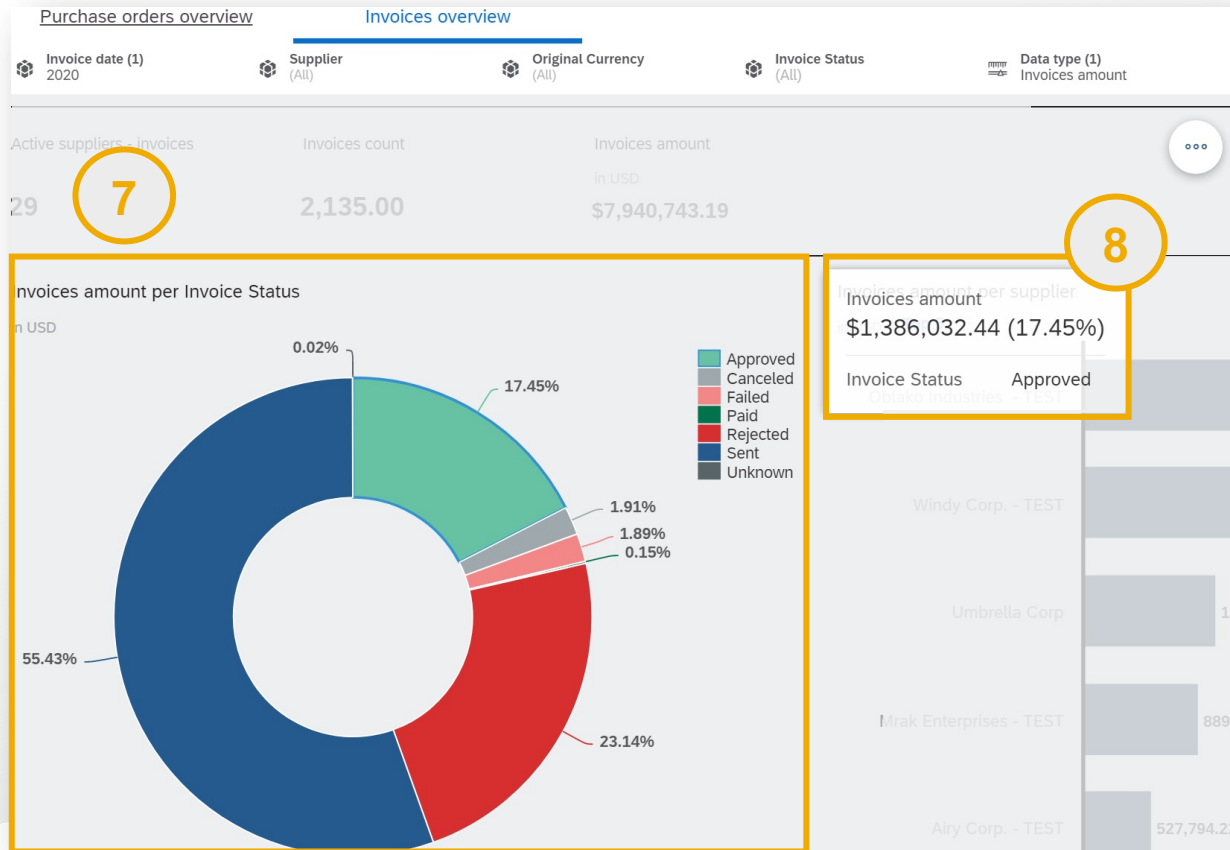 Purchase orders overview
Invoices overview
Invoice date (1)
2020
Supplier
(All)
Original Currency
(All)
Invoice Status
(All)
Data type (1)
Invoices amount
Active suppliers - invoices
29
7
Invoices count
2,135.00
Invoices amount
in USD
$7,940,743.19
8
Invoices amount per Invoice Status
in USD
0.02%
17.45%
1.91%
1.89%
0.15%
23.14%
55.43%
Approved
Canceled
Failed
Paid
Rejected
Sent
Unknown
Invoices amount per supplier
Invoices amount
$1,386,032.44 (17.45%)
Invoice Status Approved
Oblako Industries - TEST
Windy Corp. - TEST
Umbrella Corp
1
Mrak Enterprises - TEST
889
Airy Corp. - TEST
527,794.2